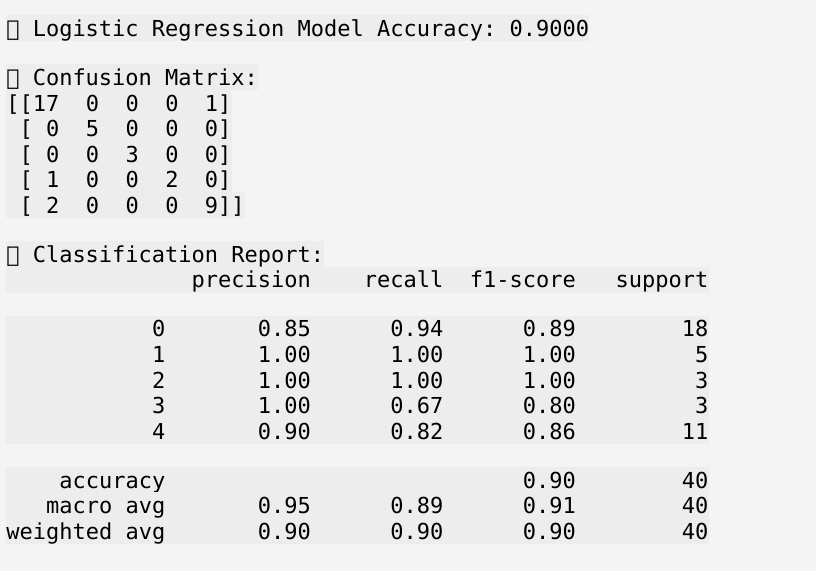 Logistic Regression Model Accuracy: 0.9000
Confusion Matrix:
[[17  0  0  0  1]
 [ 0  5  0  0  0]
 [ 0  0  3  0  0]
 [ 1  0  0  2  0]
 [ 2  0  0  0  9]]
Classification Report:
              precision    recall  f1-score   support
           0       0.85      0.94      0.89        18
           1       1.00      1.00      1.00         5
           2       1.00      1.00      1.00         3
           3       1.00      0.67      0.80         3
           4       0.90      0.82      0.86        11
    accuracy                           0.90        40
   macro avg       0.95      0.89      0.91        40
weighted avg       0.90      0.90      0.90        40